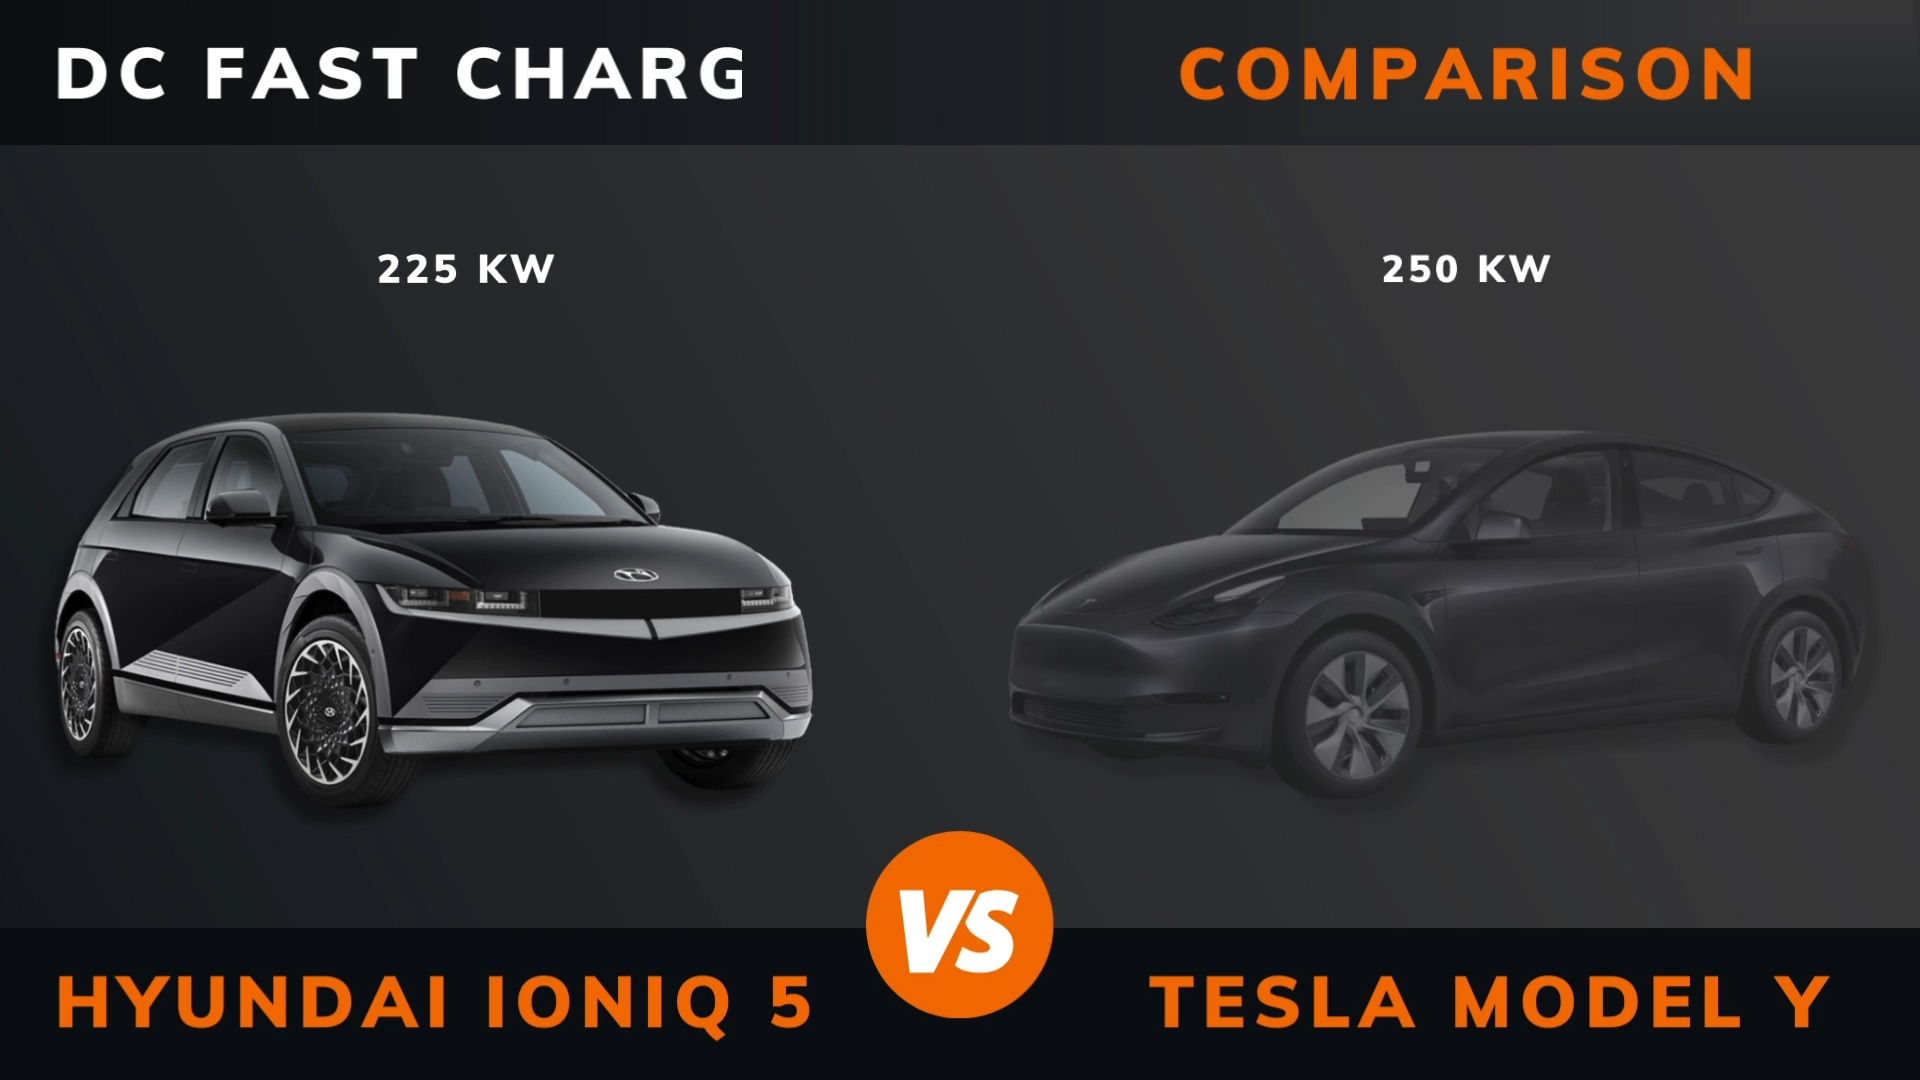 DC FAST CHARG COMPARISON
225 KW 250 KW
VS
HYUNDAI IONIQ 5 TESLA MODEL Y